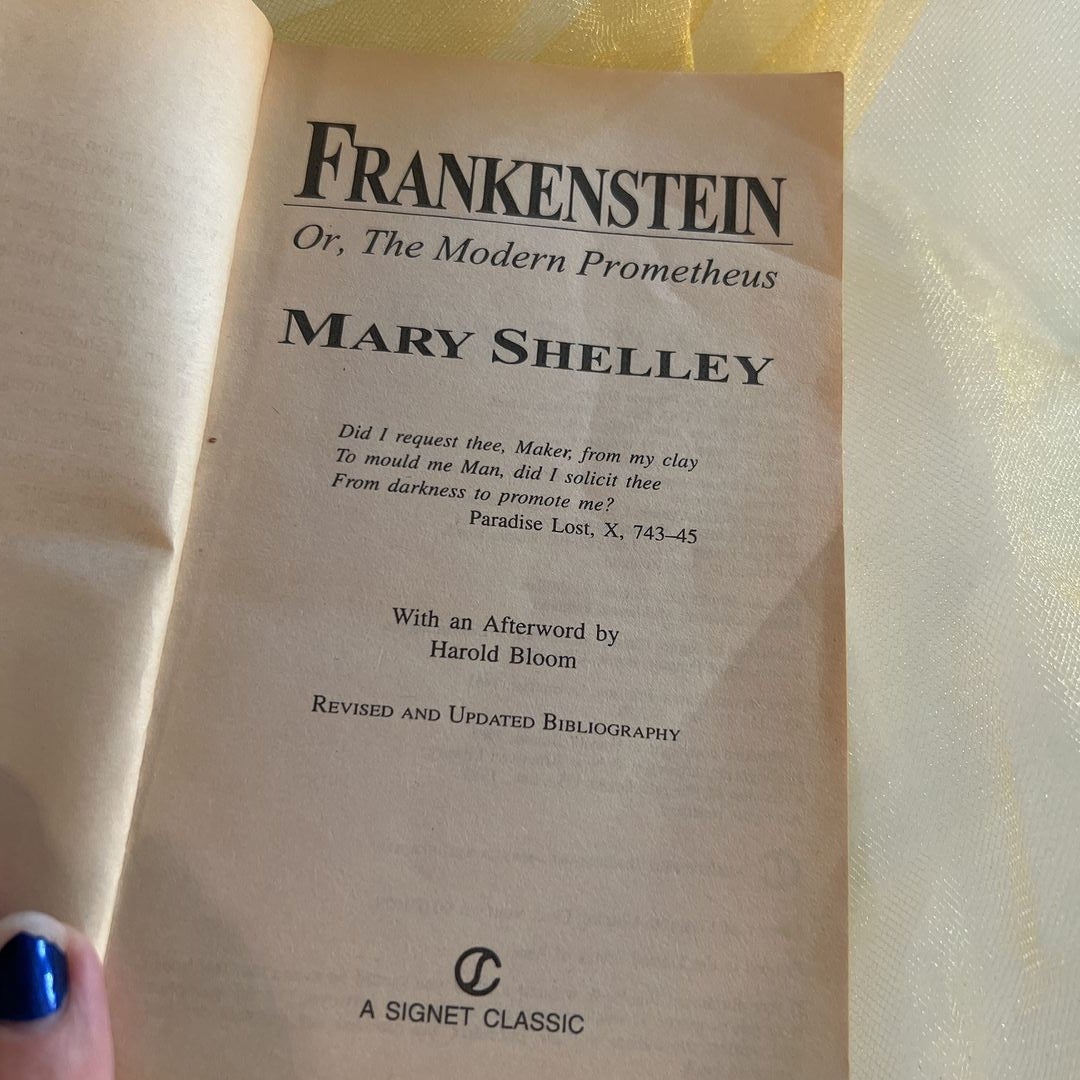 FRANKENSTEIN
Or, The Modern Prometheus
MARY SHELLEY
Did I request thee, Maker, from my clay
To mould me Man, did I solicit thee
From darkness to promote me?
Paradise Lost, X, 743–45
With an Afterword by
Harold Bloom
REVISED AND UPDATED BIBLIOGRAPHY
A SIGNET CLASSIC